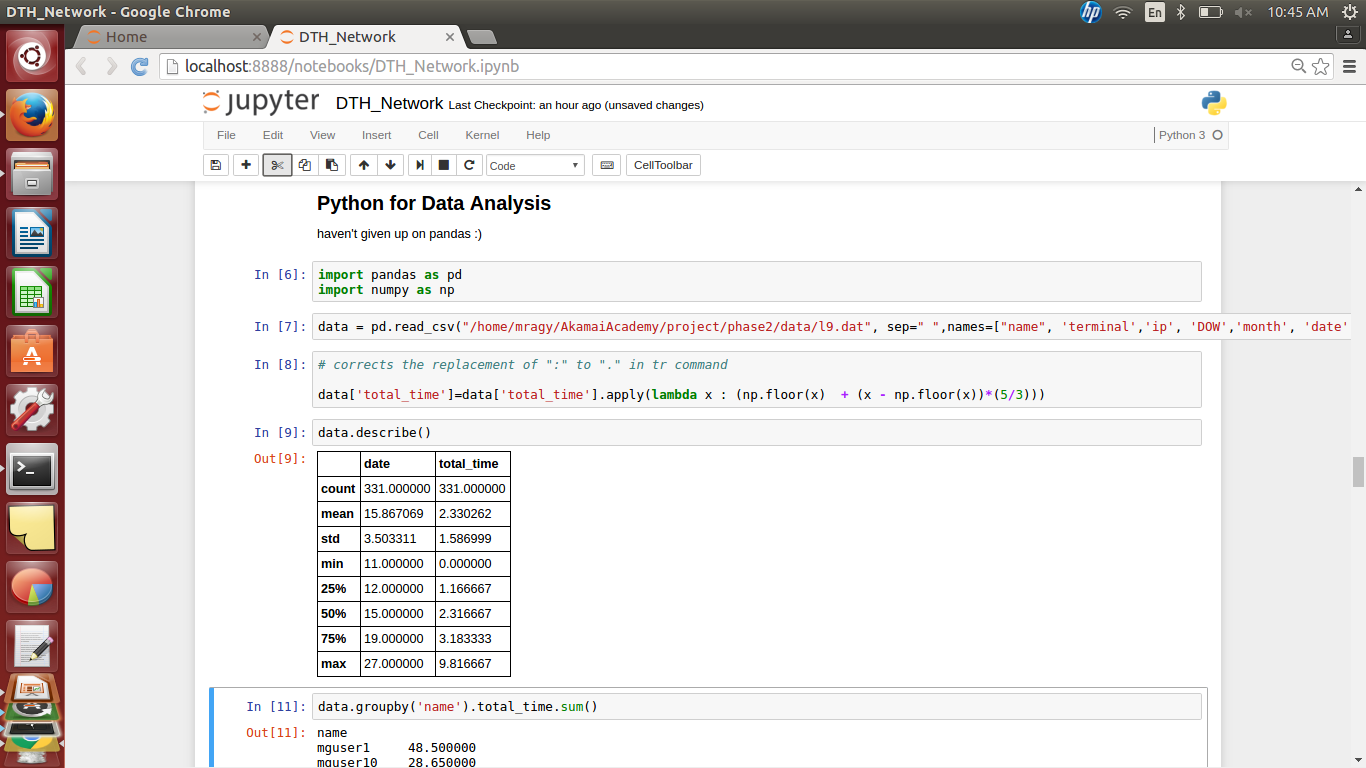 DTH_Network - Google Chrome
En
10:45 AM
Home
DTH_Network
localhost:8888/notebooks/DTH_Network.ipynb
jupyter DTH_Network Last Checkpoint: an hour ago (unsaved changes)
File Edit View Insert Cell Kernel Help
Python 3
Code
CellToolbar
Python for Data Analysis
haven't given up on pandas :)
In [6]: import pandas as pd
import numpy as np
In [7]: data = pd.read_csv("/home/mragy/AkamaiAcademy/project/phase2/data/l9.dat", sep=" ",names=["name", 'terminal','ip', 'DOW','month', 'date'
In [8]: # corrects the replacement of ":" to "." in tr command
data['total_time']=data['total_time'].apply(lambda x : (np.floor(x)  + (x - np.floor(x))*(5/3)))
In [9]: data.describe()
Out[9]:
date total_time
count 331.000000 331.000000
mean 15.867069 2.330262
std 3.503311 1.586999
min 11.000000 0.000000
25% 12.000000 1.166667
50% 15.000000 2.316667
75% 19.000000 3.183333
max 27.000000 9.816667
In [11]: data.groupby('name').total_time.sum()
Out[11]: name
mguser1 48.500000
mguser10 28.650000